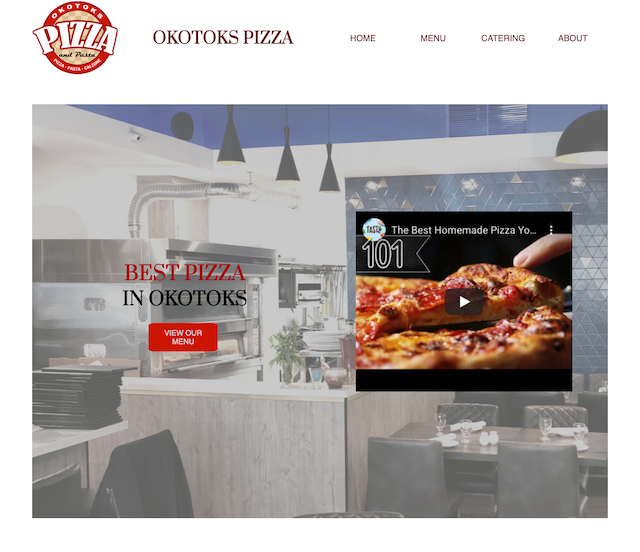 OKOTOKS
PIZZA
and Pasta
PIZZA • PASTA • CALZONE
OKOTOKS PIZZA
HOME
MENU
CATERING
ABOUT
TASTY
The Best Homemade Pizza Yo...
101
BEST PIZZA
IN OKOTOKS
VIEW OUR
MENU